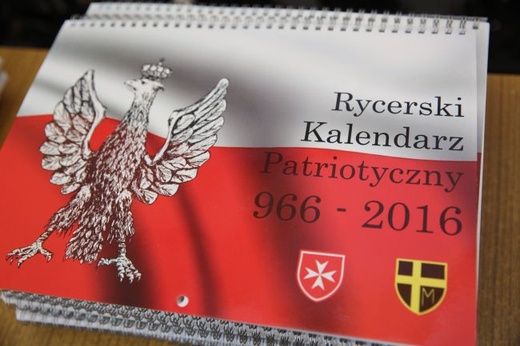 Rycerski
Kalendarz
Patriotyczny
966 - 2016
M